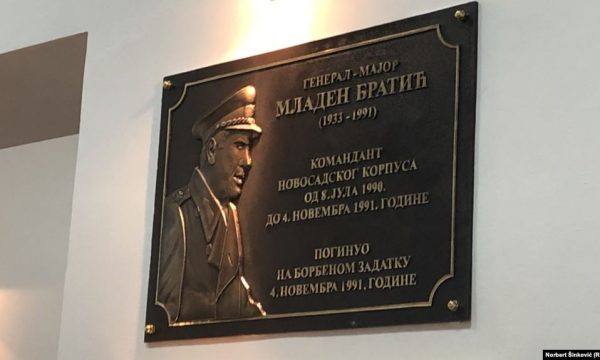 ГЕНЕРАЛ - МАЈОР
МЛАДЕН БРАТИЋ
(1933 - 1991)
КОМАНДАНТ
НОВОСАДСКОГ КОРПУСА
ОД 8. ЈУЛА 1990.
ДО 4. НОВЕМБРА 1991. ГОДИНЕ
ПОГИНУО
НА БОРБЕНОМ ЗАДАТКУ
4. НОВЕМБРА 1991. ГОДИНЕ
Norbert Šinković (R